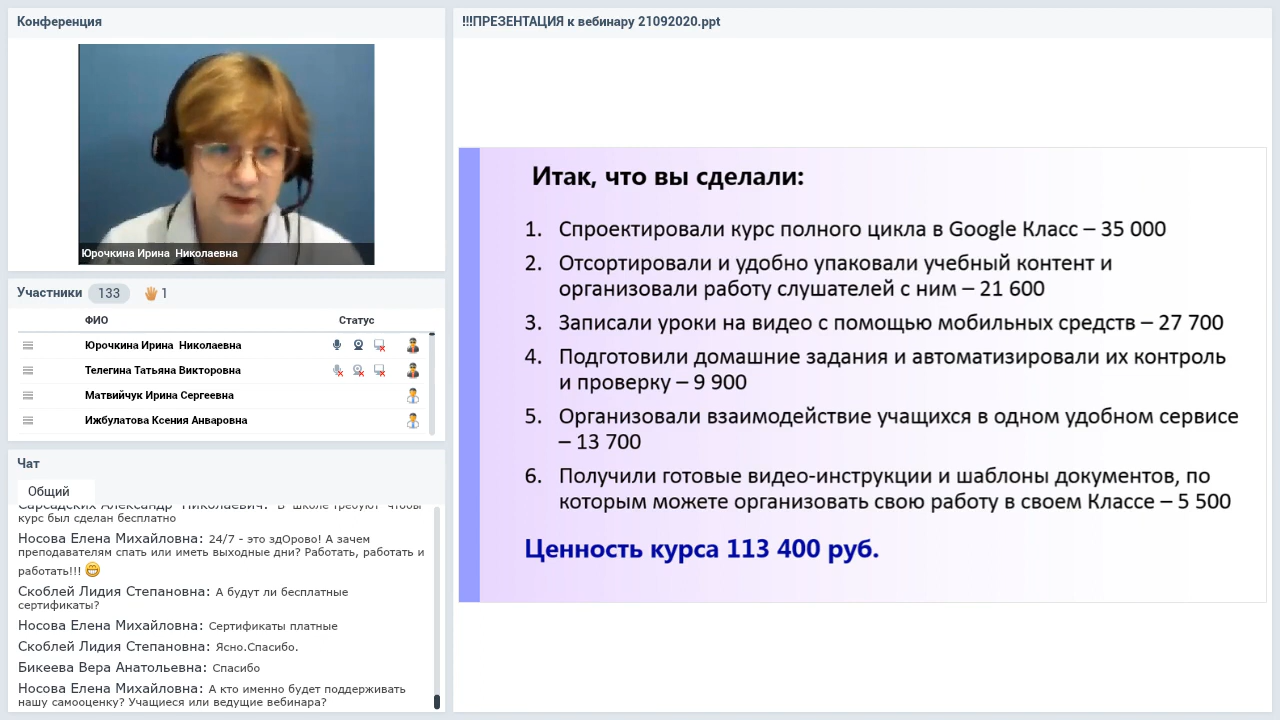 Конференция
Юрочкина Ирина Николаевна
Участники 133 1
ФИО Статус
Юрочкина Ирина Николаевна
Телегина Татьяна Викторовна
Матвийчук Ирина Сергеевна
Ижбулатова Ксения Анваровна
Чат
Общий
Сарсадских Александр Николаевич: В школе требуют чтобы
курс был сделан бесплатно
Носова Елена Михайловна: 24/7 - это здОрово! А зачем
преподавателям спать или иметь выходные дни? Работать, работать и
работать!!! 😁
Скоблей Лидия Степановна: А будут ли бесплатные
сертификаты?
Носова Елена Михайловна: Сертификаты платные
Скоблей Лидия Степановна: Ясно.Спасибо.
Бикеева Вера Анатольевна: Спасибо
Носова Елена Михайловна: А кто именно будет поддерживать
нашу самооценку? Учащиеся или ведущие вебинара?
!!!ПРЕЗЕНТАЦИЯ к вебинару 21092020.ppt
Итак, что вы сделали:
1. Спроектировали курс полного цикла в Google Класс – 35 000
2. Отсортировали и удобно упаковали учебный контент и
организовали работу слушателей с ним – 21 600
3. Записали уроки на видео с помощью мобильных средств – 27 700
4. Подготовили домашние задания и автоматизировали их контроль
и проверку – 9 900
5. Организовали взаимодействие учащихся в одном удобном сервисе
– 13 700
6. Получили готовые видео-инструкции и шаблоны документов, по
которым можете организовать свою работу в своем Классе – 5 500
Ценность курса 113 400 руб.